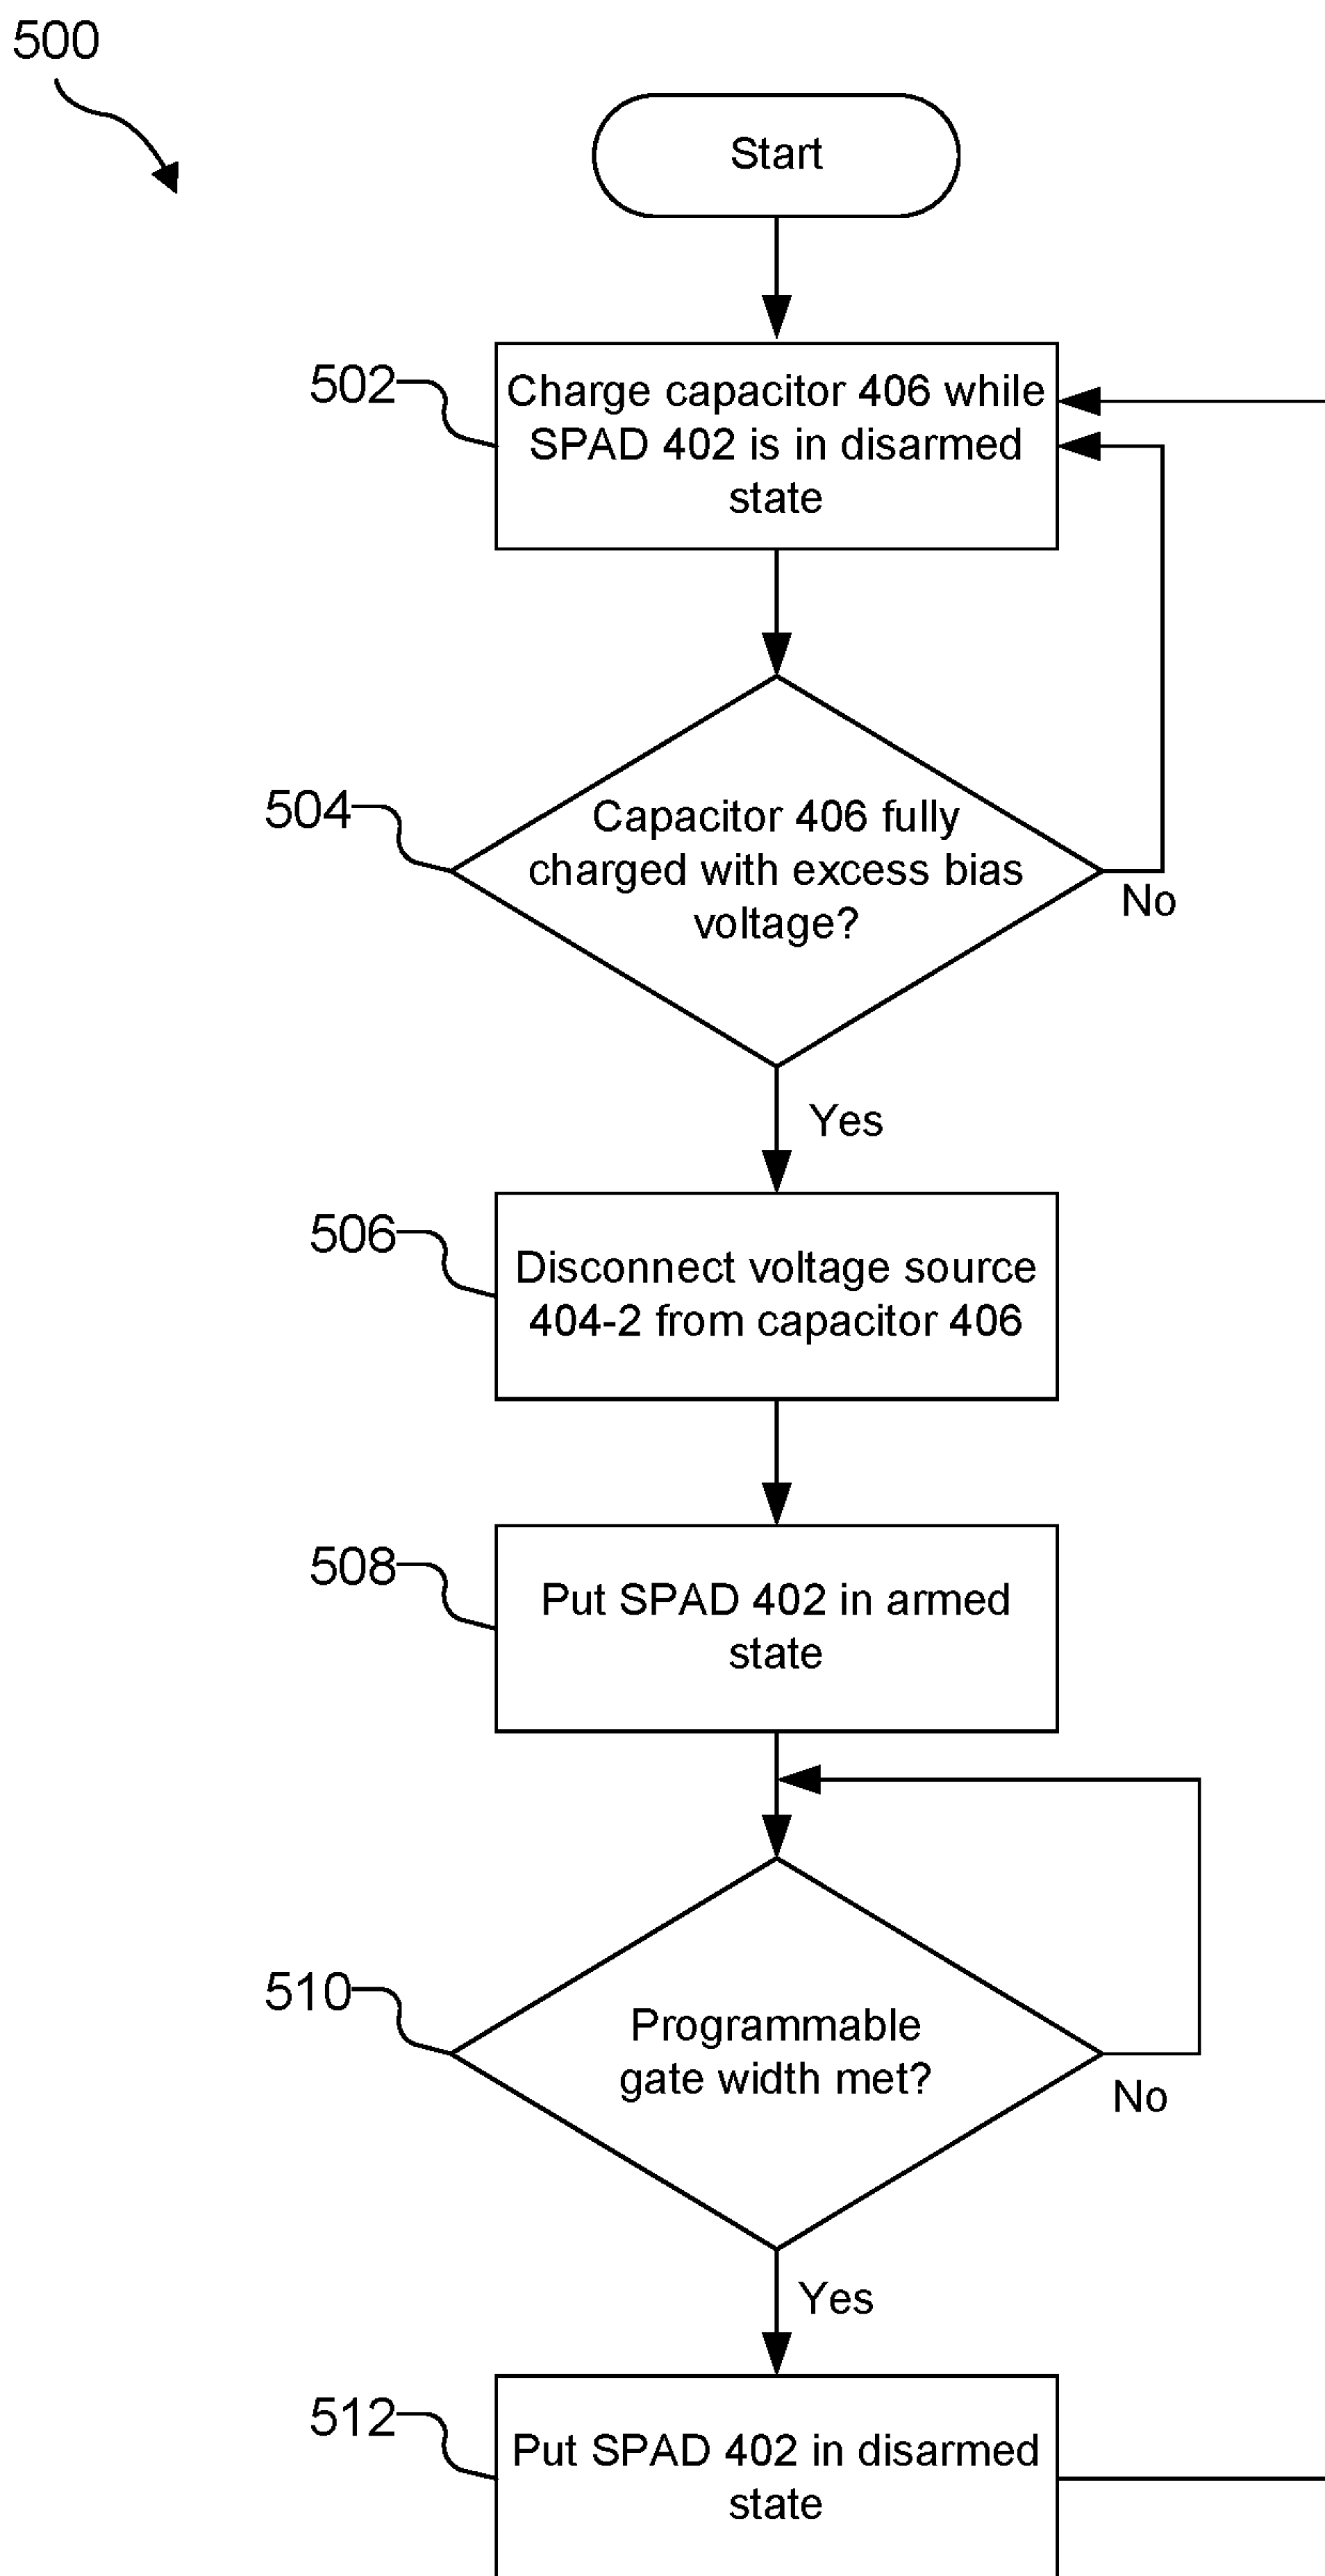 500
Start
502
Charge capacitor 406 while
SPAD 402 is in disarmed
state
504
Capacitor 406 fully
charged with excess bias
voltage?
No
Yes
506
Disconnect voltage source
404-2 from capacitor 406
508
Put SPAD 402 in armed
state
510
Programmable
gate width met?
No
Yes
512
Put SPAD 402 in disarmed
state